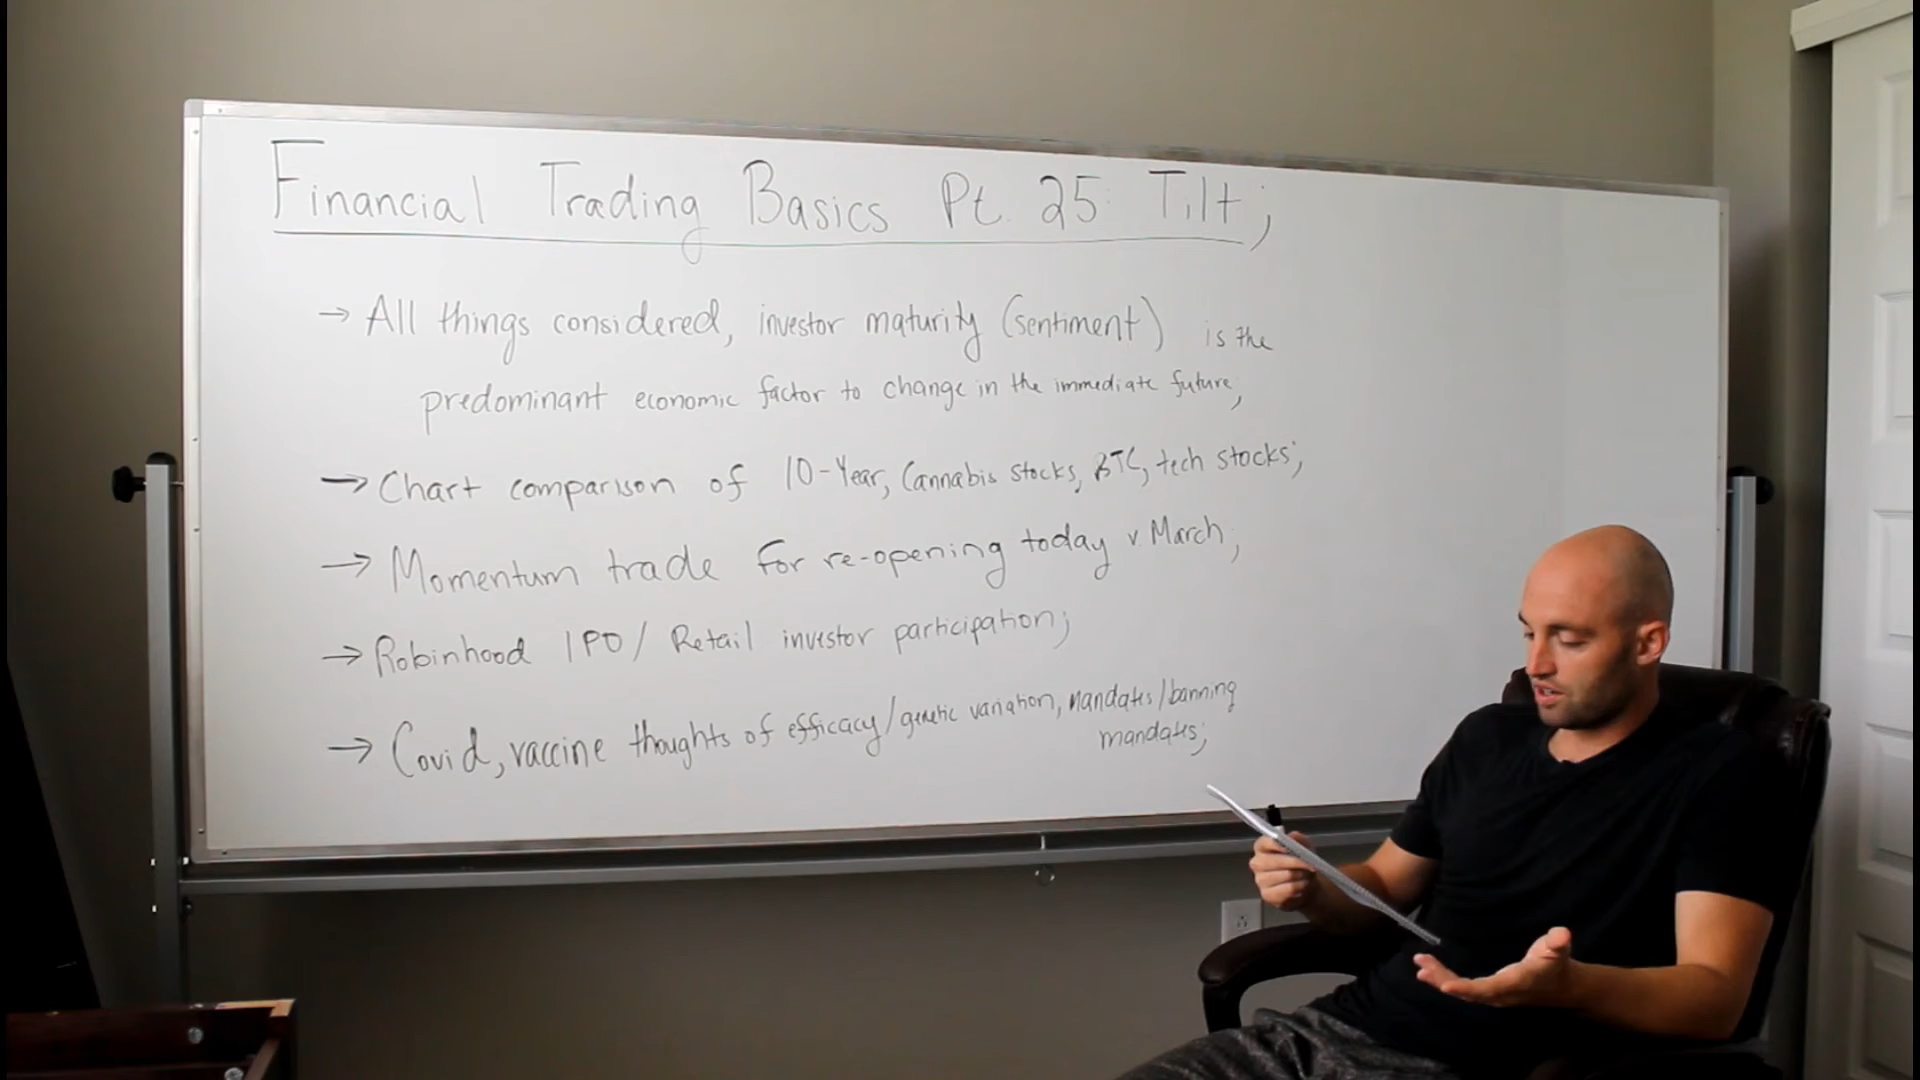 Financial Trading Basics Pt. 25: Tilt;
→ All things considered, investor maturity (sentiment) is the
predominant economic factor to change in the immediate future;
→ Chart comparison of 10-Year, Cannabis stocks, BTC, tech stocks;
→ Momentum trade for re-opening today v. March;
→ Robinhood IPO/ Retail investor participation;
→ Covid, vaccine thoughts of efficacy/genetic variation, mandates/banning
mandates;